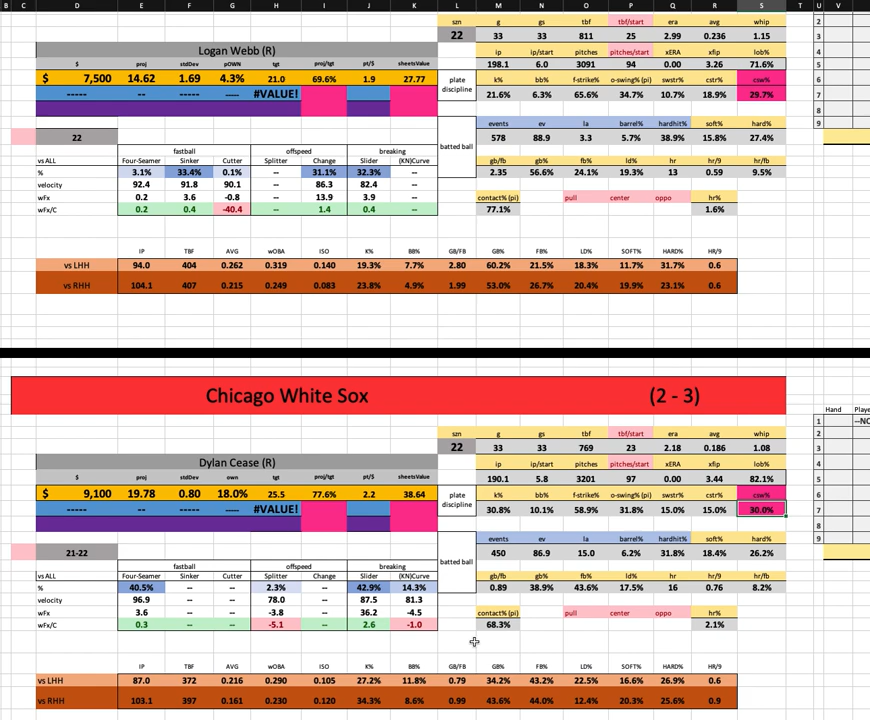 B C D E F G H I J K L M N O P Q R S T U V
szn g gs tbf tbf/start era avg whip 2
22 33 33 811 25 2.99 0.236 1.15 3
Logan Webb (R) ip ip/start pitches pitches/start xERA xfip lob% 4
$ proj stdDev pOWN tgt proj/tgt pt/$ sheetsValue 198.1 6.0 3091 94 0.00 3.26 71.6% 5
$ 7,500 14.62 1.69 4.3% 21.0 69.6% 1.9 27.77 plate discipline k% bb% f-strike% o-swing% (pi) swstr% cstr% csw% 6
----- -- ----- ---- #VALUE! 21.6% 6.3% 65.6% 34.7% 10.7% 18.9% 29.7% 7
8
events ev la barrel% hardhit% soft% hard% 9
22 batted ball 578 88.9 3.3 5.7% 38.9% 15.8% 27.4%
fastball offspeed breaking
vs ALL Four-Seamer Sinker Cutter Splitter Change Slider (KN)Curve gb/fb gb% fb% ld% hr hr/9 hr/fb
% 3.1% 33.4% 0.1% -- 31.1% 32.3% -- 2.35 56.6% 24.1% 19.3% 13 0.59 9.5%
velocity 92.4 91.8 90.1 -- 86.3 82.4 --
wFx 0.2 3.6 -0.8 -- 13.9 3.9 -- contact% (pi) pull center oppo hr%
wFx/C 0.2 0.4 -40.4 -- 1.4 0.4 -- 77.1% 1.6%
IP TBF AVG wOBA ISO K% BB% GB/FB GB% FB% LD% SOFT% HARD% HR/9
vs LHH 94.0 404 0.262 0.319 0.140 19.3% 7.7% 2.80 60.2% 21.5% 18.3% 11.7% 31.7% 0.6
vs RHH 104.1 407 0.215 0.249 0.083 23.8% 4.9% 1.99 53.0% 26.7% 20.4% 19.9% 23.1% 0.6
Chicago White Sox (2 - 3)
Hand Playe
1 --NO
szn g gs tbf tbf/start era avg whip 2
22 33 33 769 23 2.18 0.186 1.08 3
Dylan Cease (R) ip ip/start pitches pitches/start xERA xfip lob% 4
$ proj stdDev own tgt proj/tgt pt/$ sheetsValue 190.1 5.8 3201 97 0.00 3.44 82.1% 5
$ 9,100 19.78 0.80 18.0% 25.5 77.6% 2.2 38.64 plate discipline k% bb% f-strike% o-swing% (pi) swstr% cstr% csw% 6
----- -- ----- ---- #VALUE! 30.8% 10.1% 58.9% 31.8% 15.0% 15.0% 30.0% 7
8
events ev la barrel% hardhit% soft% hard% 9
21-22 batted ball 450 86.9 15.0 6.2% 31.8% 18.4% 26.2%
fastball offspeed breaking
vs ALL Four-Seamer Sinker Cutter Splitter Change Slider (KN)Curve gb/fb gb% fb% ld% hr hr/9 hr/fb
% 40.5% -- -- 2.3% -- 42.9% 14.3% 0.89 38.9% 43.6% 17.5% 16 0.76 8.2%
velocity 96.9 -- -- 78.0 -- 87.5 81.3
wFx 3.6 -- -- -3.8 -- 36.2 -4.5 contact% (pi) pull center oppo hr%
wFx/C 0.3 -- -- -5.1 -- 2.6 -1.0 68.3% 2.1%
IP TBF AVG wOBA ISO K% BB% GB/FB GB% FB% LD% SOFT% HARD% HR/9
vs LHH 87.0 372 0.216 0.290 0.105 27.2% 11.8% 0.79 34.2% 43.2% 22.5% 16.6% 26.9% 0.6
vs RHH 103.1 397 0.161 0.230 0.120 34.3% 8.6% 0.99 43.6% 44.0% 12.4% 20.3% 25.6% 0.9